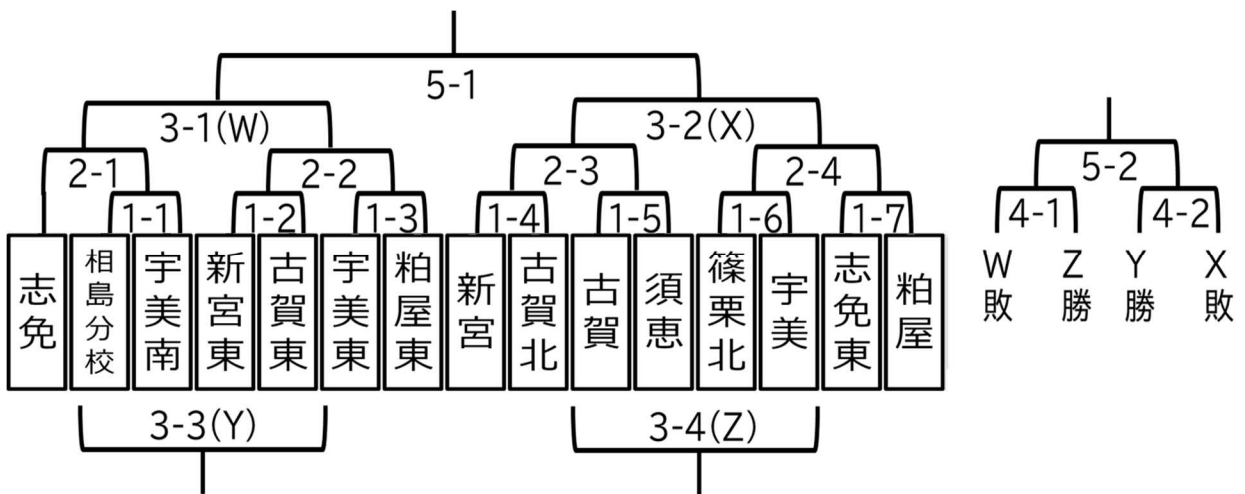 5-1
3-1(W)
3-2(X)
2-1
2-2
2-3
2-4
5-2
1-1
1-2
1-3
1-4
1-5
1-6
1-7
4-1
4-2
志免
相島分校
宇美南
新宮東
古賀東
宇美東
粕屋東
新宮
古賀北
古賀
須恵
篠栗北
宇美
志免東
粕屋
W敗
Z勝
Y勝
X敗
3-3(Y)
3-4(Z)